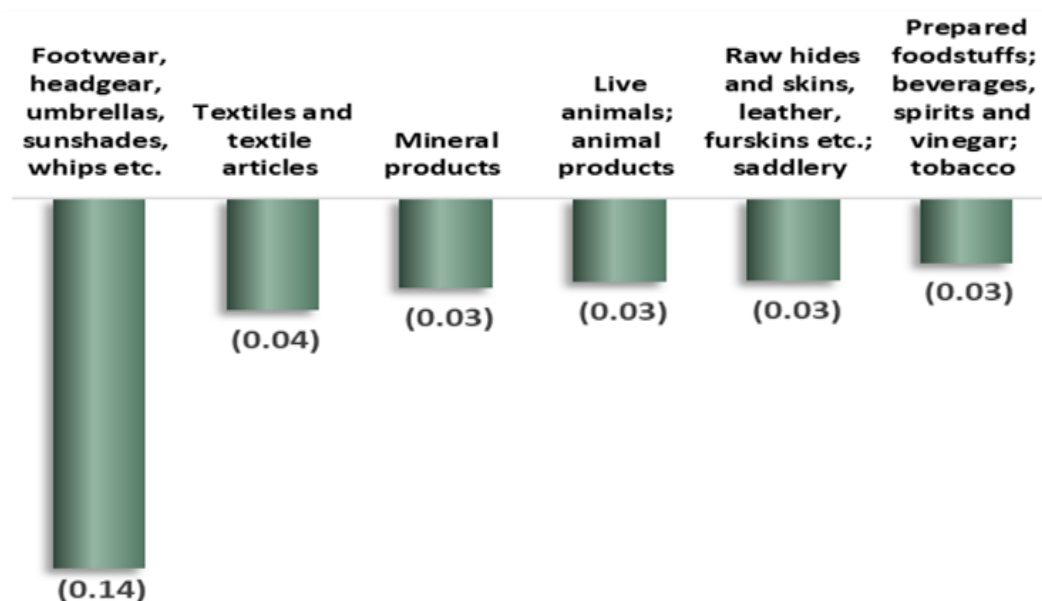 Footwear,
headgear,
umbrellas,
sunshades,
whips etc.
Textiles and
textile
articles
Mineral
products
Live
animals;
animal
products
Raw hides
and skins,
leather,
furskins etc.;
saddlery
Prepared
foodstuffs;
beverages,
spirits and
vinegar;
tobacco
(0.14)
(0.04)
(0.03)
(0.03)
(0.03)
(0.03)